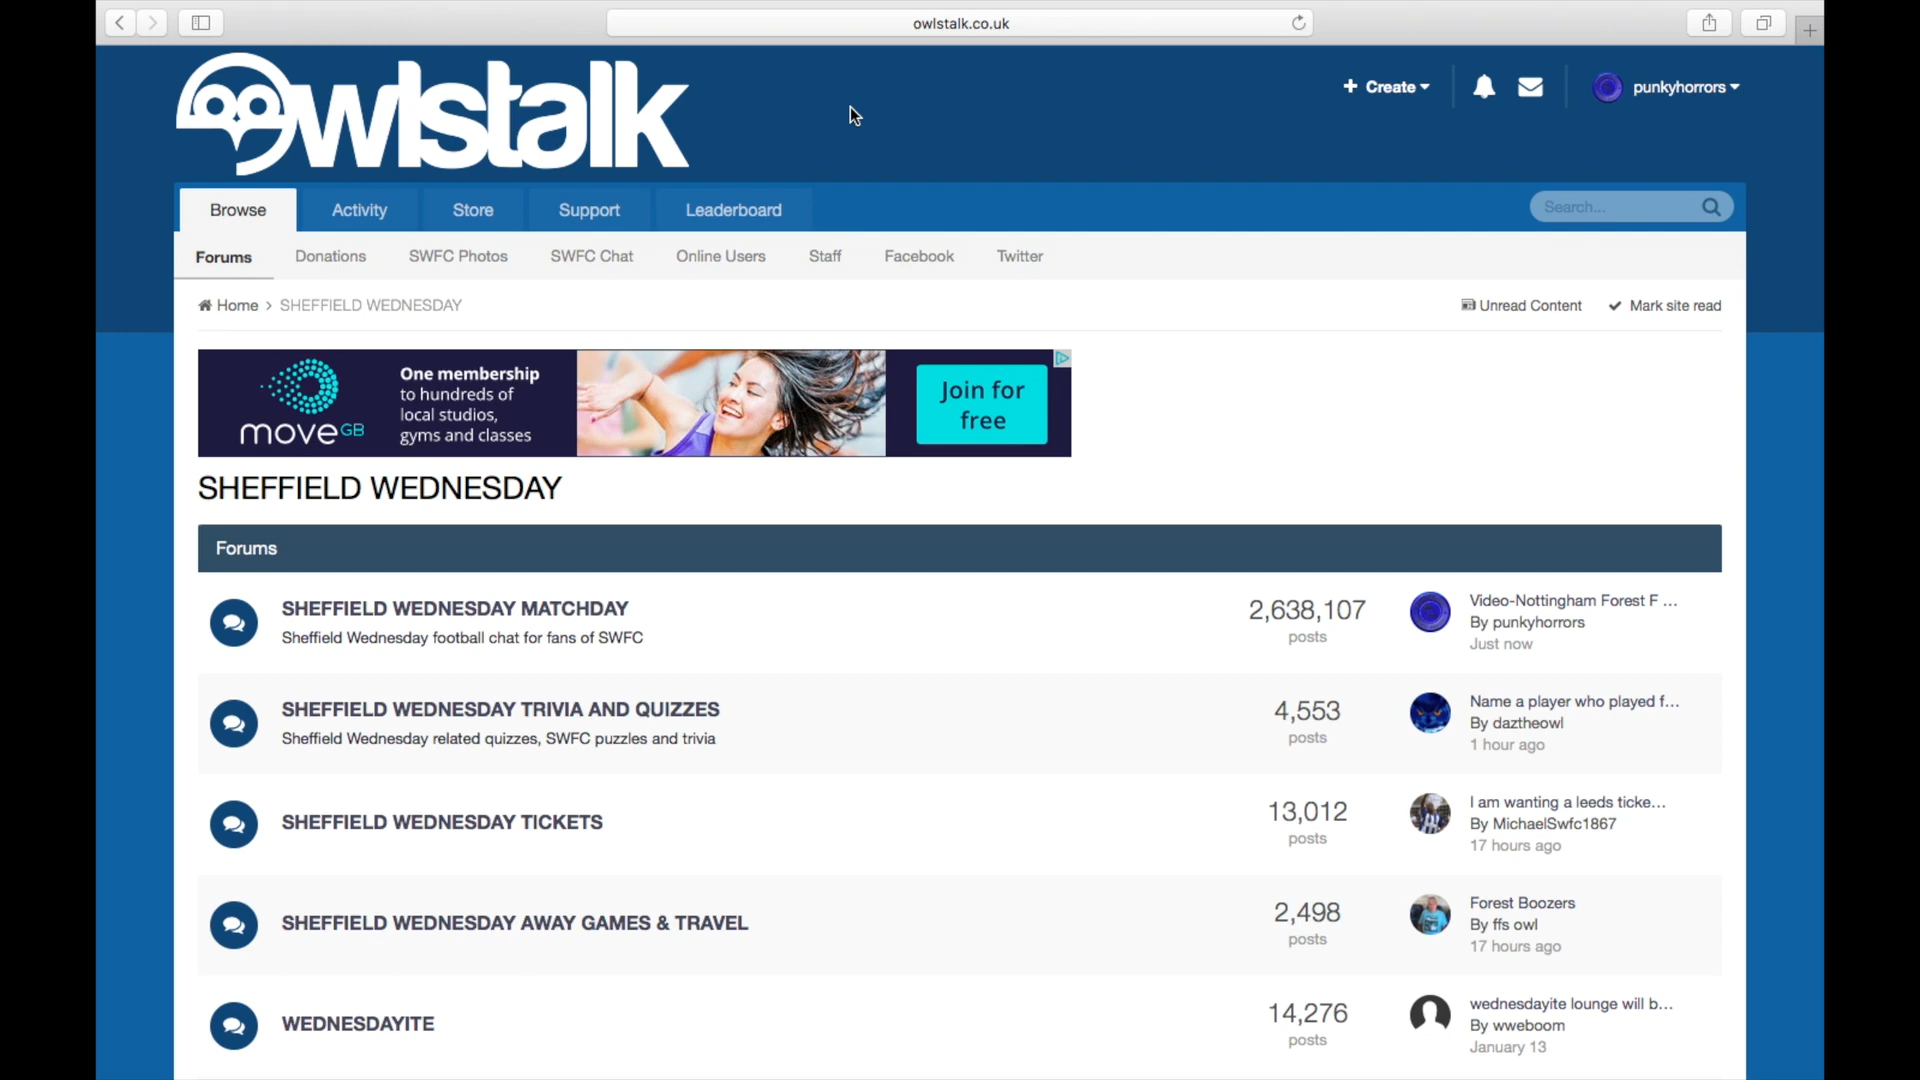 owlstalk.co.uk
Owlstalk
+ Create
punkyhorrors
Browse
Activity
Store
Support
Leaderboard
Search...
Forums
Donations
SWFC Photos
SWFC Chat
Online Users
Staff
Facebook
Twitter
Home > SHEFFIELD WEDNESDAY
Unread Content
Mark site read
moveGB
One membership
to hundreds of
local studios,
gyms and classes
Join for
free
SHEFFIELD WEDNESDAY
Forums
SHEFFIELD WEDNESDAY MATCHDAY
Sheffield Wednesday football chat for fans of SWFC
2,638,107
posts
Video-Nottingham Forest F ...
By punkyhorrors
Just now
SHEFFIELD WEDNESDAY TRIVIA AND QUIZZES
Sheffield Wednesday related quizzes, SWFC puzzles and trivia
4,553
posts
Name a player who played f...
By daztheowl
1 hour ago
SHEFFIELD WEDNESDAY TICKETS
13,012
posts
I am wanting a leeds ticke...
By MichaelSwfc1867
17 hours ago
SHEFFIELD WEDNESDAY AWAY GAMES & TRAVEL
2,498
posts
Forest Boozers
By ffs owl
17 hours ago
WEDNESDAYITE
14,276
posts
wednesdayite lounge will b...
By wweboom
January 13